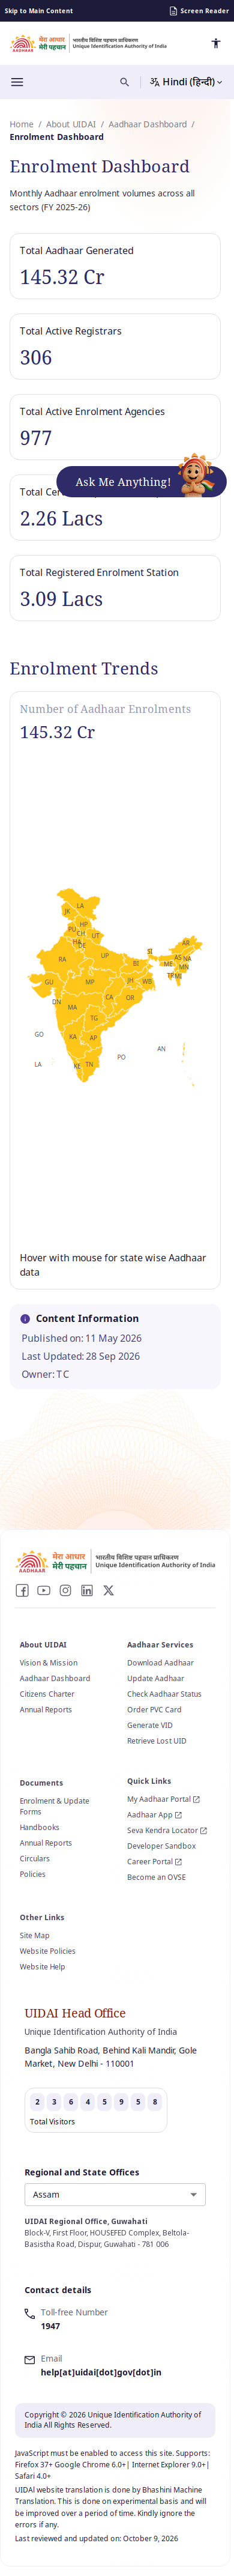 Skip to Main Content
Screen Reader
मेरा आधार
मेरी पहचान
भारतीय विशिष्ट पहचान प्राधिकरण
Unique Identification Authority of India
AADHAAR
Hindi (हिन्दी)
Home / About UIDAI / Aadhaar Dashboard /
Enrolment Dashboard
Enrolment Dashboard
Monthly Aadhaar enrolment volumes across all
sectors (FY 2025-26)
Total Aadhaar Generated
145.32 Cr
Total Active Registrars
306
Total Active Enrolment Agencies
977
Ask Me Anything!
Total
2.26 Lacs
Total Registered Enrolment Station
3.09 Lacs
Enrolment Trends
Number of Aadhaar Enrolments
145.32 Cr
LA
JK
HP
PU
CH
UT
HA
DE
AR
SI
UP
RA
AS
NA
BI
ME
MN
TR
MI
GU
MP
JH
WB
CA
OR
DN
MA
TG
GO
KA
AP
AN
PO
LA
KE
TN
Hover with mouse for state wise Aadhaar
data
Content Information
Published on: 11 May 2026
Last Updated: 28 Sep 2026
Owner: TC
मेरा आधार
मेरी पहचान
भारतीय विशिष्ट पहचान प्राधिकरण
Unique Identification Authority of India
AADHAAR
About UIDAI
Vision & Mission
Aadhaar Dashboard
Citizens Charter
Annual Reports
Aadhaar Services
Download Aadhaar
Update Aadhaar
Check Aadhaar Status
Order PVC Card
Generate VID
Retrieve Lost UID
Documents
Enrolment & Update
Forms
Handbooks
Annual Reports
Circulars
Policies
Quick Links
My Aadhaar Portal
Aadhaar App
Seva Kendra Locator
Developer Sandbox
Career Portal
Become an OVSE
Other Links
Site Map
Website Policies
Website Help
UIDAI Head Office
Unique Identification Authority of India
Bangla Sahib Road, Behind Kali Mandir, Gole
Market, New Delhi - 110001
2 3 6 4 5 9 5 8
Total Visitors
Regional and State Offices
Assam
UIDAI Regional Office, Guwahati
Block-V, First Floor, HOUSEFED Complex, Beltola-
Basistha Road, Dispur, Guwahati - 781 006
Contact details
Toll-free Number
1947
Email
help[at]uidai[dot]gov[dot]in
Copyright © 2026 Unique Identification Authority of
India All Rights Reserved.
JavaScript must be enabled to access this site. Supports:
Firefox 37+ Google Chrome 6.0+| Internet Explorer 9.0+|
Safari 4.0+
UIDAI website translation is done by Bhashini Machine
Translation. This is done on experimental basis and will
be improved over a period of time. Kindly ignore the
errors if any.
Last reviewed and updated on: October 9, 2026